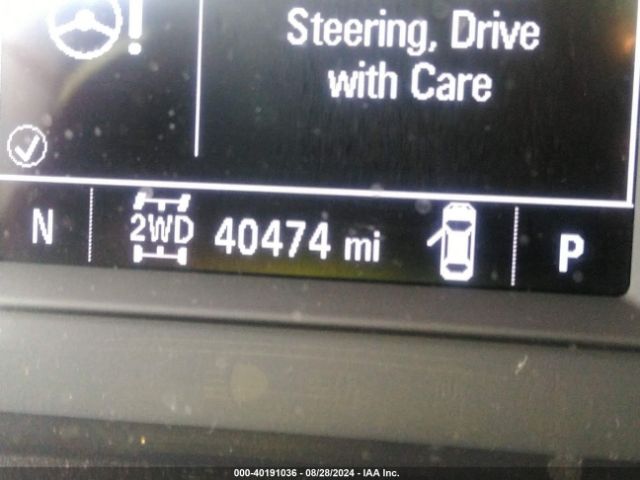 Steering, Drive
with Care
N 2WD 40474 mi P
000-40191036 - 08/28/2024 - IAA Inc.